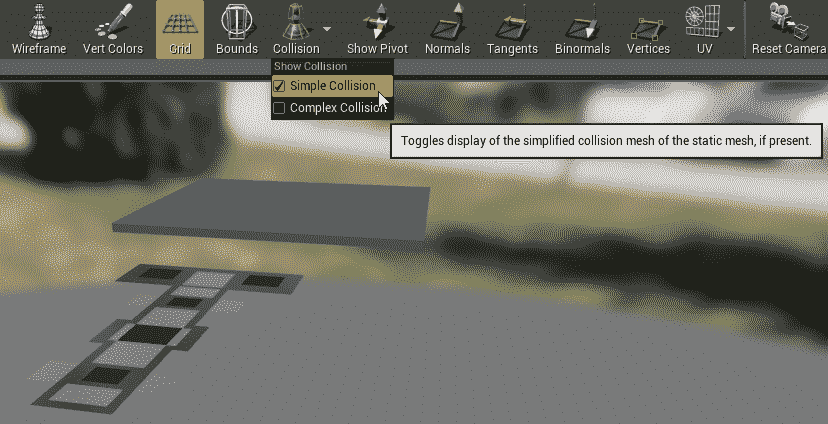 Wireframe
Vert Colors
Grid
Bounds
Collision
Show Pivot
Normals
Tangents
Binormals
Vertices
UV
Reset Camera
Show Collision
Simple Collision
Complex Collision
Toggles display of the simplified collision mesh of the static mesh, if present.